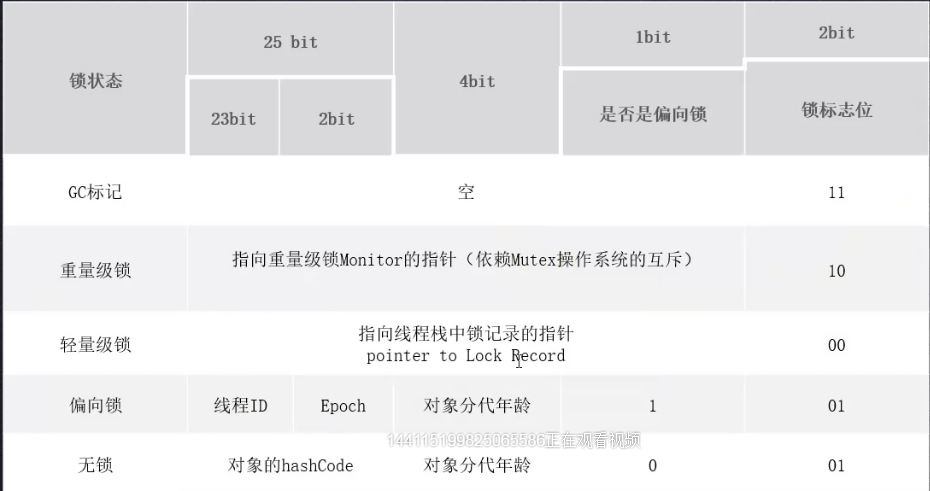 锁状态
25 bit
4bit
1bit
2bit
23bit
2bit
是否是偏向锁
锁标志位
GC标记
空
11
重量级锁
指向重量级锁Monitor的指针（依赖Mutex操作系统的互斥）
10
轻量级锁
指向线程栈中锁记录的指针
pointer to Lock Record
00
偏向锁
线程ID
Epoch
对象分代年龄
1
01
144115199825065586正在观看视频
无锁
对象的hashCode
对象分代年龄
0
01